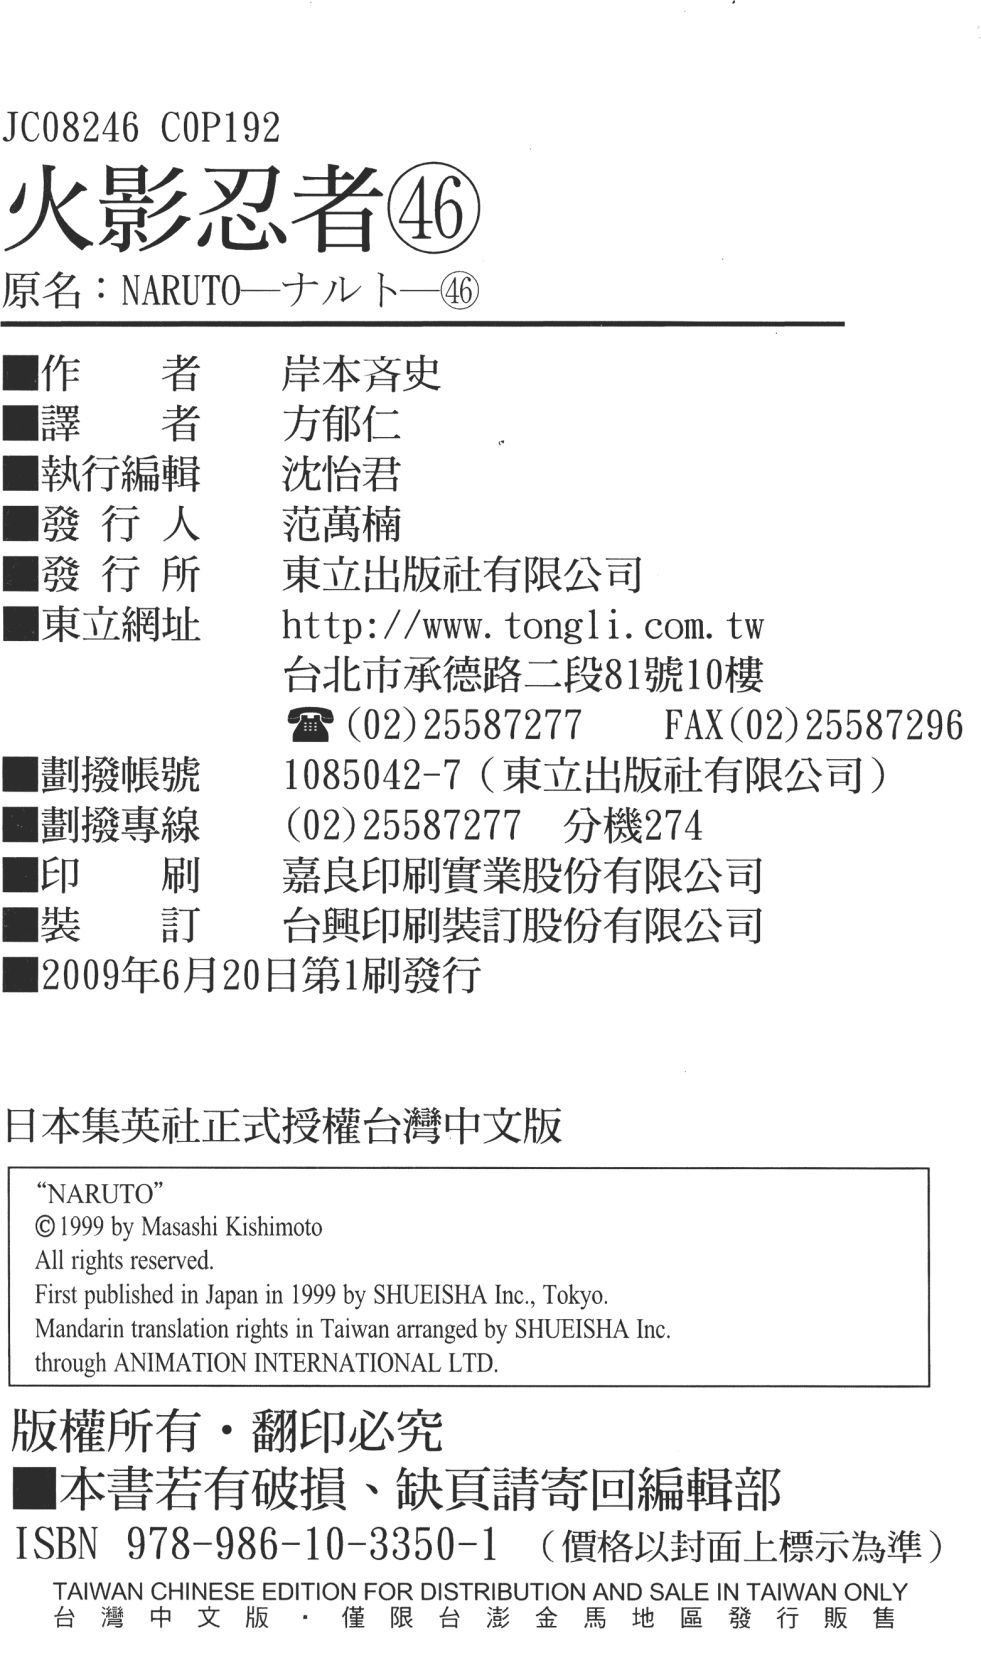 JC08246 C0P192
火影忍者㊻
原名：NARUTO—ナルト—㊻
■作　　者　岸本斉史
■譯　　者　方郁仁
■執行編輯　沈怡君
■發 行 人　范萬楠
■發 行 所　東立出版社有限公司
■東立網址　http://www.tongli.com.tw
台北市承德路二段81號10樓
☎(02)25587277　FAX(02)25587296
■劃撥帳號　1085042-7（東立出版社有限公司）
■劃撥專線　(02)25587277　分機274
■印　　刷　嘉良印刷實業股份有限公司
■裝　　訂　台興印刷裝訂股份有限公司
■2009年6月20日第1刷發行
日本集英社正式授權台灣中文版
“NARUTO”
©1999 by Masashi Kishimoto
All rights reserved.
First published in Japan in 1999 by SHUEISHA Inc., Tokyo.
Mandarin translation rights in Taiwan arranged by SHUEISHA Inc.
through ANIMATION INTERNATIONAL LTD.
版權所有・翻印必究
■本書若有破損、缺頁請寄回編輯部
ISBN 978-986-10-3350-1 （價格以封面上標示為準）
TAIWAN CHINESE EDITION FOR DISTRIBUTION AND SALE IN TAIWAN ONLY
台灣中文版・僅限台澎金馬地區發行販售